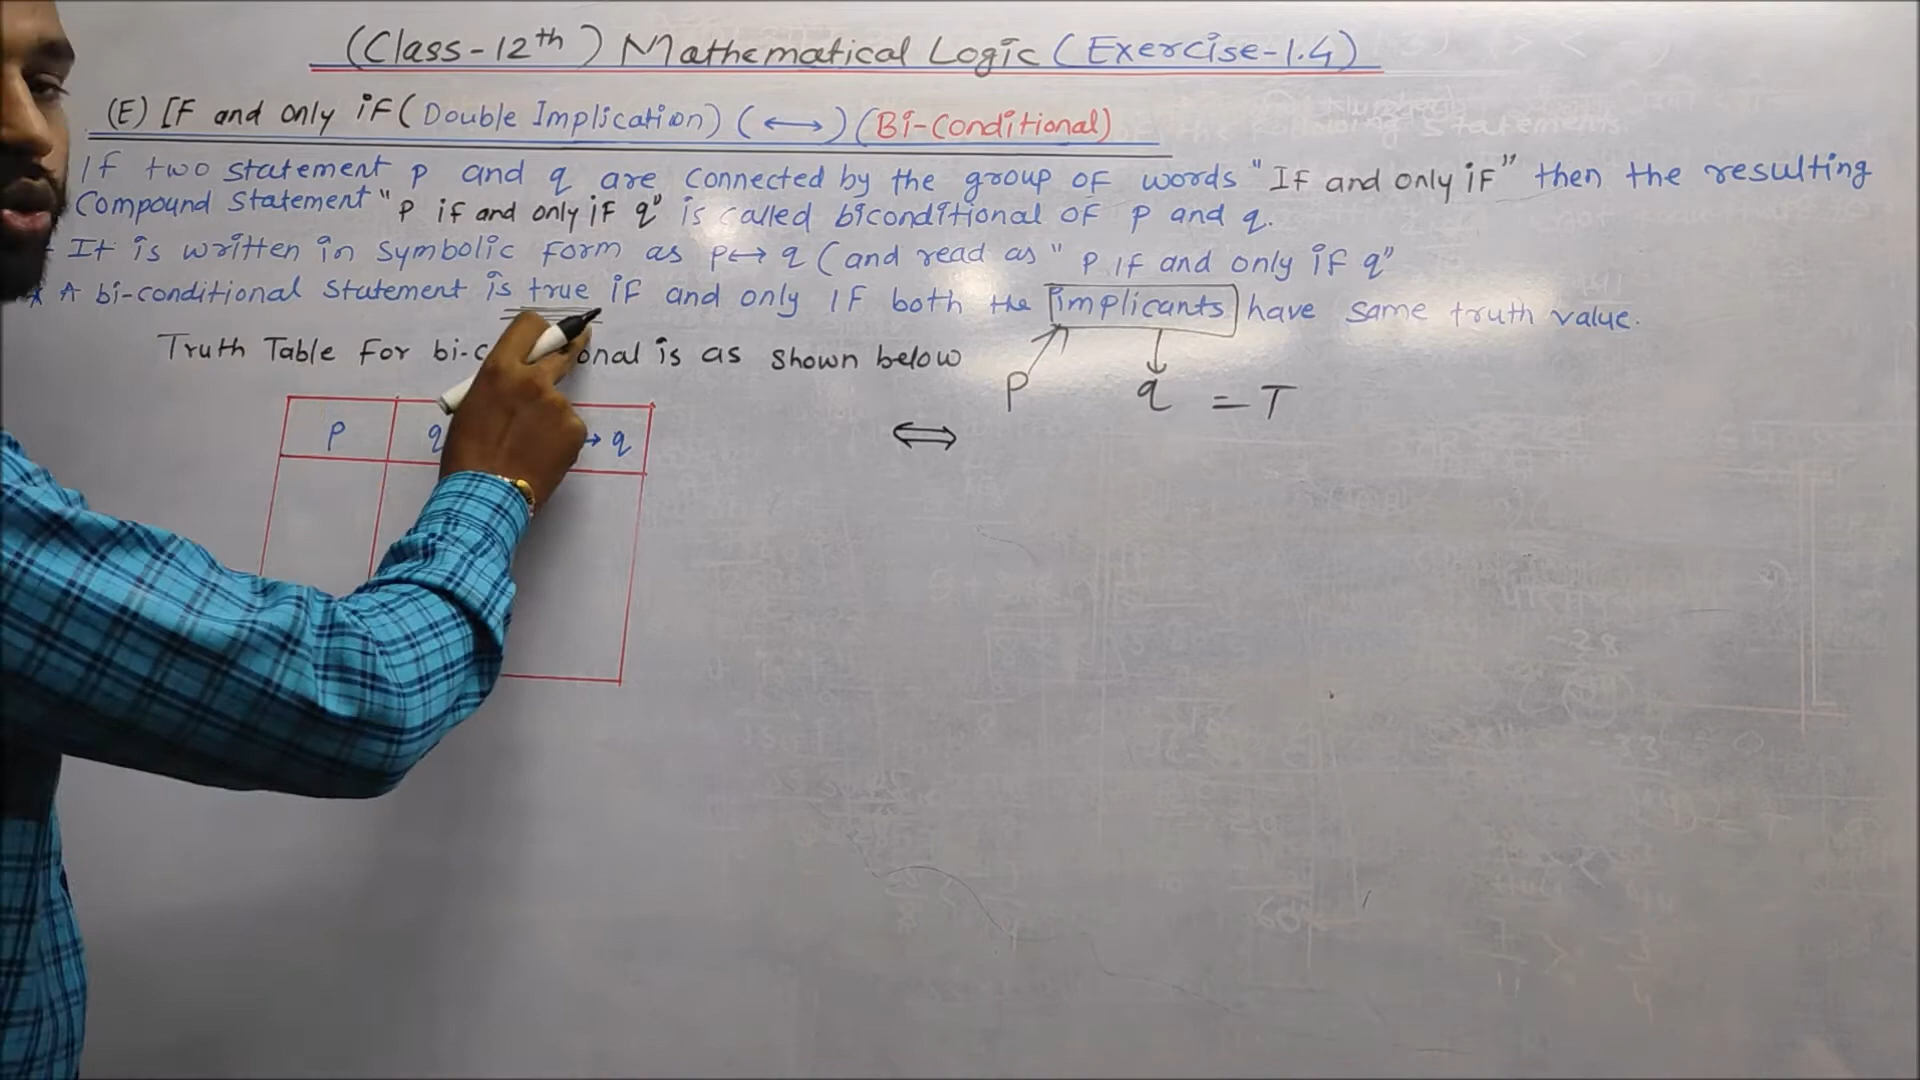 (Class-12th) Mathematical Logic (Exercise-1.4)
(E) IF and only iF (Double Implication) (↔) (Bi-Conditional)
If two statement p and q are connected by the group of words "If and only if" then the resulting
Compound Statement "p if and only if q" is called biconditional of p and q.
It is written in symbolic form as p↔q (and read as "p if and only if q"
* A bi-conditional Statement is true if and only if both the implicants have same truth value.
Truth Table For bi-c onal is as shown below
p q = T
⇔
p q → q